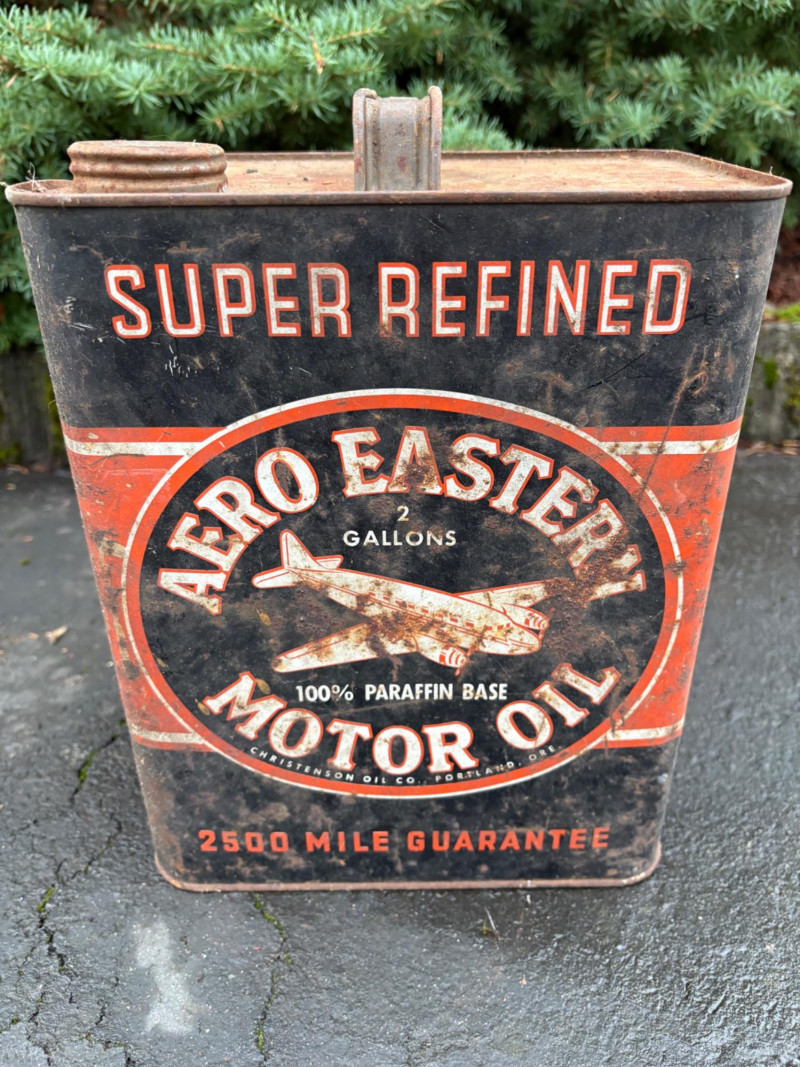 SUPER REFINED
AERO EASTERN
2
GALLONS
100% PARAFFIN BASE
MOTOR OIL
CHRISTENSON OIL CO., PORTLAND, ORE.
2500 MILE GUARANTEE